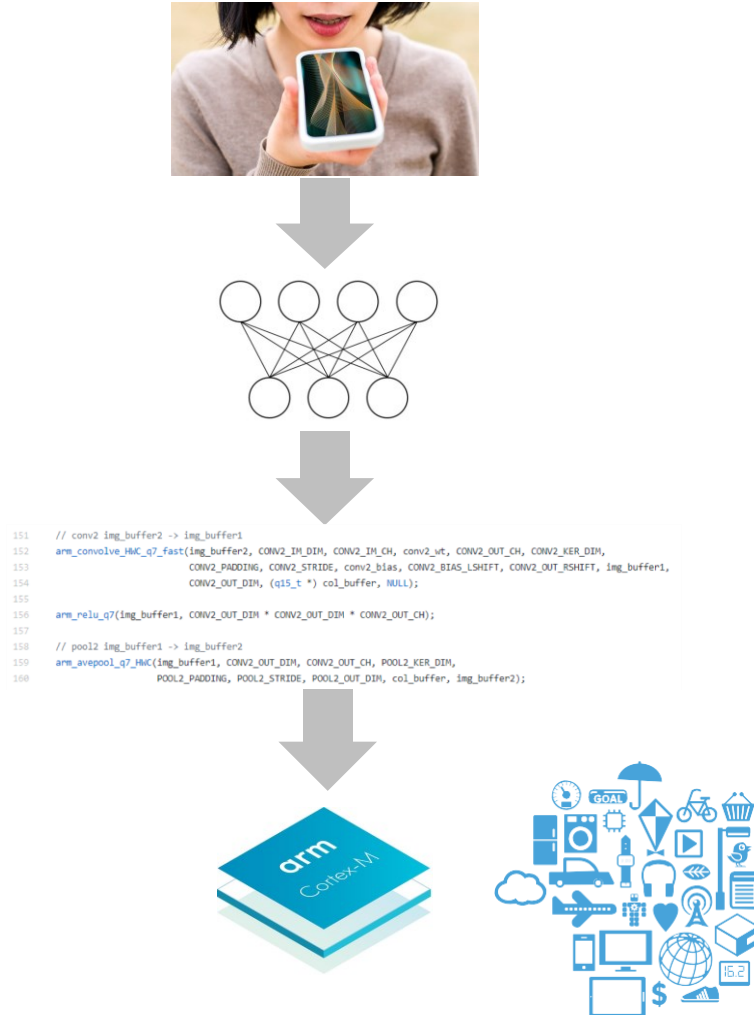 151 // conv2 img_buffer2 -> img_buffer1
152 arm_convolve_HWC_q7_fast(img_buffer2, CONV2_IM_DIM, CONV2_IM_CH, conv2_wt, CONV2_OUT_CH, CONV2_KER_DIM,
153 CONV2_PADDING, CONV2_STRIDE, conv2_bias, CONV2_BIAS_LSHIFT, CONV2_OUT_RSHIFT, img_buffer1,
154 CONV2_OUT_DIM, (q15_t *) col_buffer, NULL);
155
156 arm_relu_q7(img_buffer1, CONV2_OUT_DIM * CONV2_OUT_DIM * CONV2_OUT_CH);
157
158 // pool2 img_buffer1 -> img_buffer2
159 arm_avepool_q7_HWC(img_buffer1, CONV2_OUT_DIM, CONV2_OUT_CH, POOL2_KER_DIM,
160 POOL2_PADDING, POOL2_STRIDE, POOL2_OUT_DIM, col_buffer, img_buffer2);
GOAL
arm
Cortex-M
16.2
$